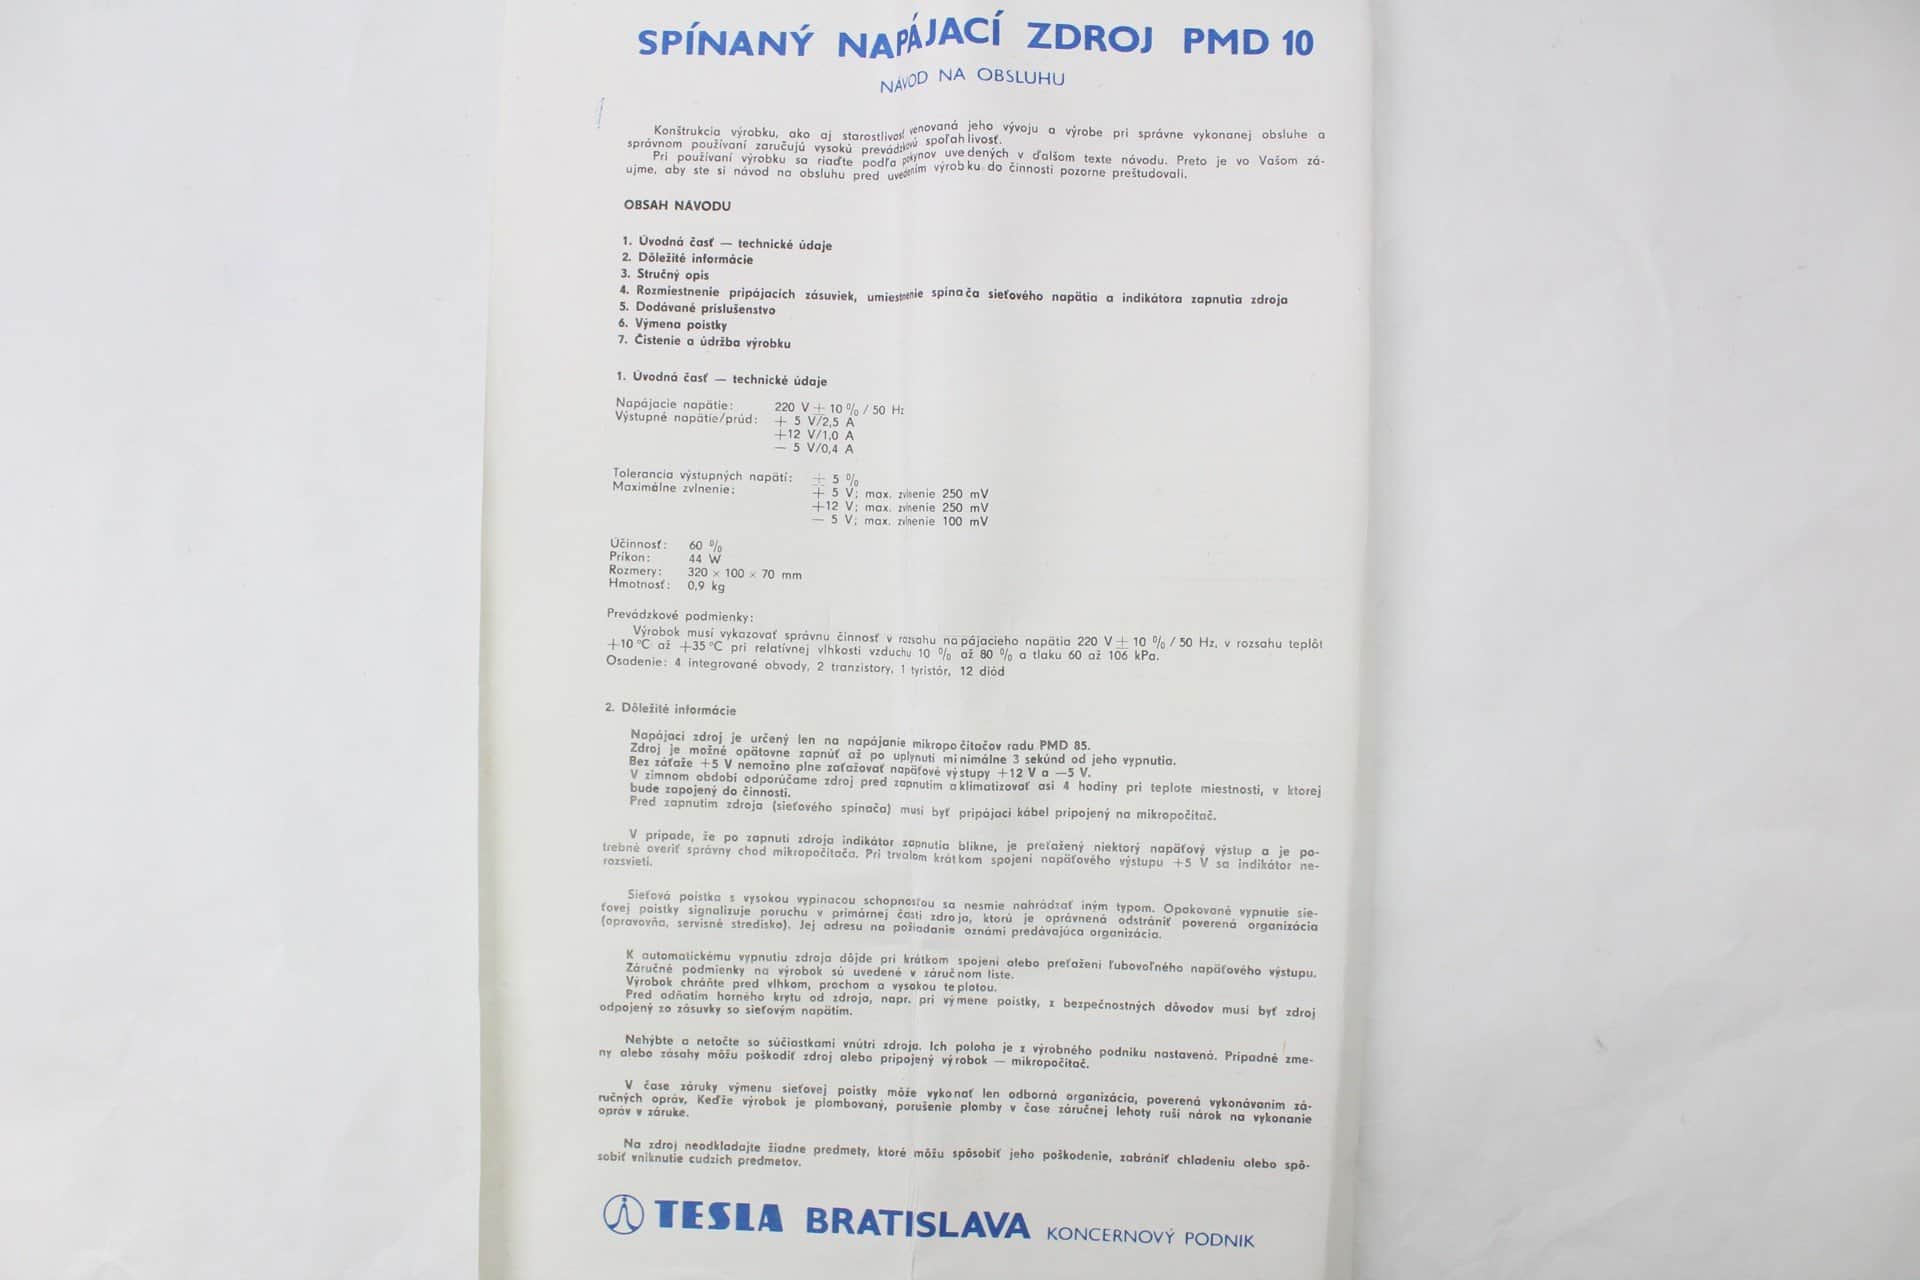 SPÍNANÝ NAPÁJACÍ ZDROJ PMD 10
NÁVOD NA OBSLUHU
Konštrukcia výrobku, ako aj starostlivosť venovaná jeho vývoju a výrobe pri správne vykonanej obsluhe a
správnom používaní zaručujú vysokú prevádzkovú spoľahlivosť.
Pri používaní výrobku sa riaďte podľa pokynov uvedených v ďalšom texte návodu. Preto je vo Vašom zá-
ujme, aby ste si návod na obsluhu pred uvedením výrobku do činnosti pozorne preštudovali.
OBSAH NÁVODU
1. Úvodná časť — technické údaje
2. Dôležité informácie
3. Stručný opis
4. Rozmiestnenie pripájacích zásuviek, umiestnenie spínača sieťového napätia a indikátora zapnutia zdroja
5. Dodávané príslušenstvo
6. Výmena poistky
7. Čistenie a údržba výrobku
1. Úvodná časť — technické údaje
Napájacie napätie: 220 V ± 10 % / 50 Hz
Výstupné napätie/prúd: + 5 V/2,5 A
+12 V/1,0 A
— 5 V/0,4 A
Tolerancia výstupných napätí: ± 5 %
Maximálne zvlnenie: + 5 V; max. zvlnenie 250 mV
+12 V; max. zvlnenie 250 mV
— 5 V; max. zvlnenie 100 mV
Účinnosť: 60 %
Príkon: 44 W
Rozmery: 320 × 100 × 70 mm
Hmotnosť: 0,9 kg
Prevádzkové podmienky:
Výrobok musí vykazovať správnu činnosť v rozsahu napájacieho napätia 220 V ± 10 % / 50 Hz, v rozsahu teplôt
+10 °C až +35 °C pri relatívnej vlhkosti vzduchu 10 % až 80 % a tlaku 60 až 106 kPa.
Osadenie: 4 integrované obvody, 2 tranzistory, 1 tyristór, 12 diód
2. Dôležité informácie
Napájací zdroj je určený len na napájanie mikropočítačov radu PMD 85.
Zdroj je možné opätovne zapnúť až po uplynutí minimálne 3 sekúnd od jeho vypnutia.
Bez záťaže +5 V nemožno plne zaťažovať napäťové výstupy +12 V a —5 V.
V zimnom období odporúčame zdroj pred zapnutím aklimatizovať asi 4 hodiny pri teplote miestnosti, v ktorej
bude zapojený do činnosti.
Pred zapnutím zdroja (sieťového spínača) musí byť pripájací kábel pripojený na mikropočítač.
V prípade, že po zapnutí zdroja indikátor zapnutia blikne, je preťažený niektorý napäťový výstup a je po-
trebné overiť správny chod mikropočítača. Pri trvalom krátkom spojení napäťového výstupu +5 V sa indikátor ne-
rozsvieti.
Sieťová poistka s vysokou vypínacou schopnosťou sa nesmie nahrádzať iným typom. Opakované vypnutie sie-
ťovej poistky signalizuje poruchu v primárnej časti zdroja, ktorú je oprávnená odstrániť poverená organizácia
(opravovňa, servisné stredisko). Jej adresu na požiadanie oznámi predávajúca organizácia.
K automatickému vypnutiu zdroja dôjde pri krátkom spojení alebo preťažení ľubovoľného napäťového výstupu.
Záručné podmienky na výrobok sú uvedené v záručnom liste.
Výrobok chráňte pred vlhkom, prachom a vysokou teplotou.
Pred odňatím horného krytu od zdroja, napr. pri výmene poistky, z bezpečnostných dôvodov musí byť zdroj
odpojený zo zásuvky so sieťovým napätím.
Nehýbte a netočte so súčiastkami vnútri zdroja. Ich poloha je z výrobného podniku nastavená. Prípadné zme-
ny alebo zásahy môžu poškodiť zdroj alebo pripojený výrobok — mikropočítač.
V čase záruky výmenu sieťovej poistky môže vykonať len odborná organizácia, poverená vykonávaním zá-
ručných opráv. Keďže výrobok je plombovaný, porušenie plomby v čase záručnej lehoty ruší nárok na vykonanie
opráv v záruke.
Na zdroj neodkladajte žiadne predmety, ktoré môžu spôsobiť jeho poškodenie, zabrániť chladeniu alebo spô-
sobiť vniknutie cudzích predmetov.
TESLA BRATISLAVA KONCERNOVÝ PODNIK